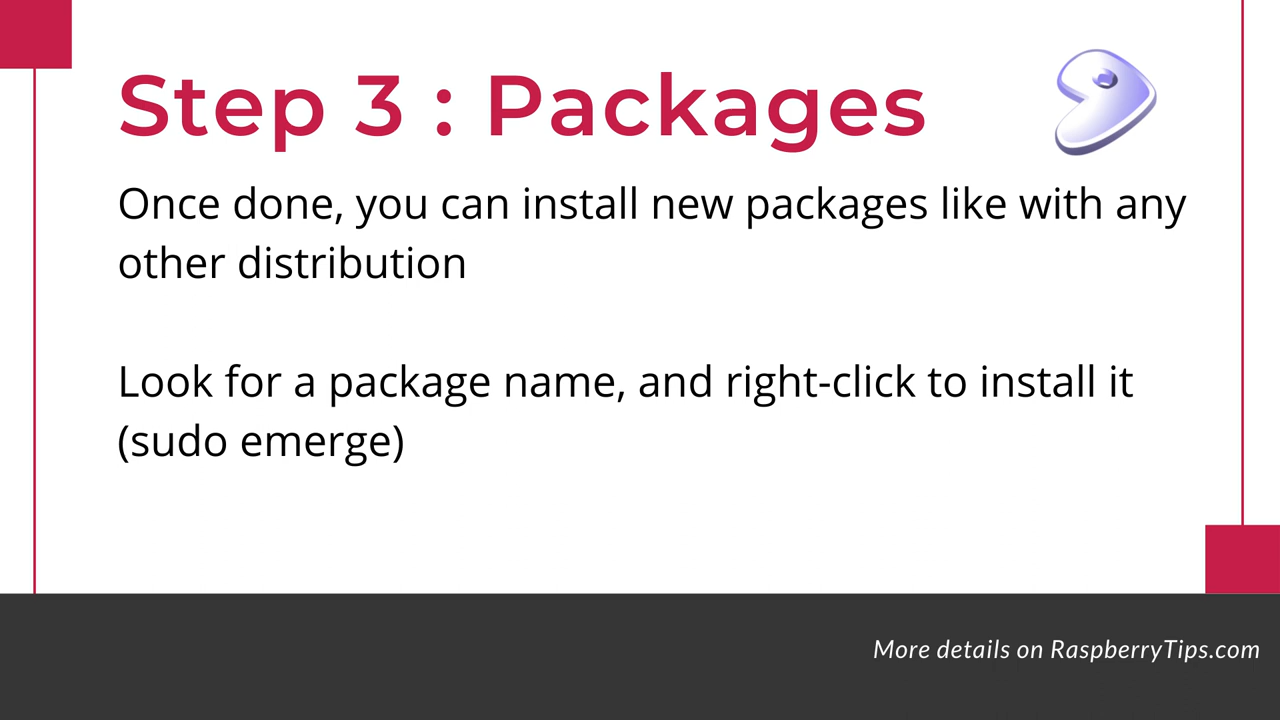 Step 3 : Packages
Once done, you can install new packages like with any
other distribution
Look for a package name, and right-click to install it
(sudo emerge)
More details on RaspberryTips.com